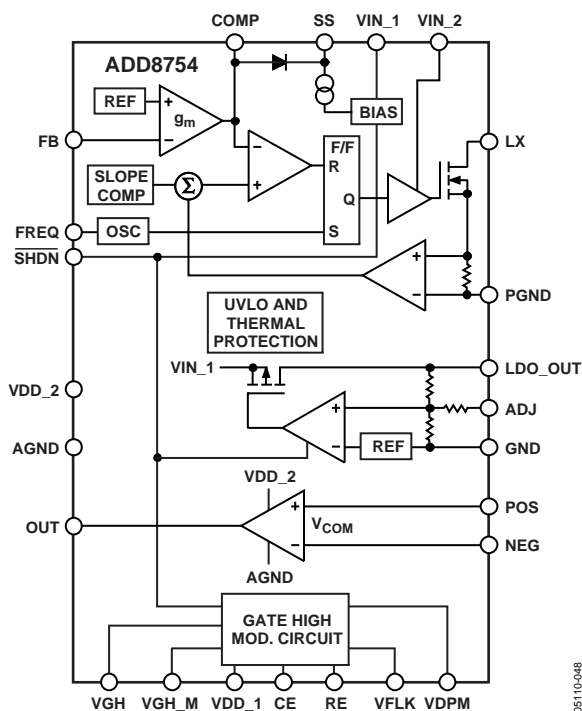 COMP SS VIN_1 VIN_2
ADD8754
REF + gm
BIAS
FB −
LX
− F/F
R
SLOPE
COMP Σ +
Q
FREQ OSC S
SHDN
+
−
PGND
UVLO AND
THERMAL
PROTECTION
VIN_1 LDO_OUT
VDD_2
+ ADJ
AGND − REF GND
VDD_2
+ POS
OUT VCOM
− NEG
AGND
GATE HIGH
MOD. CIRCUIT
VGH VGH_M VDD_1 CE RE VFLK VDPM
05110-048